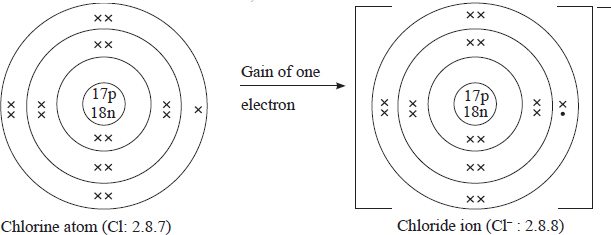 17p
18n
Gain of one
electron
17p
18n
–
Chlorine atom (Cl: 2.8.7)
Chloride ion (Cl⁻ : 2.8.8)